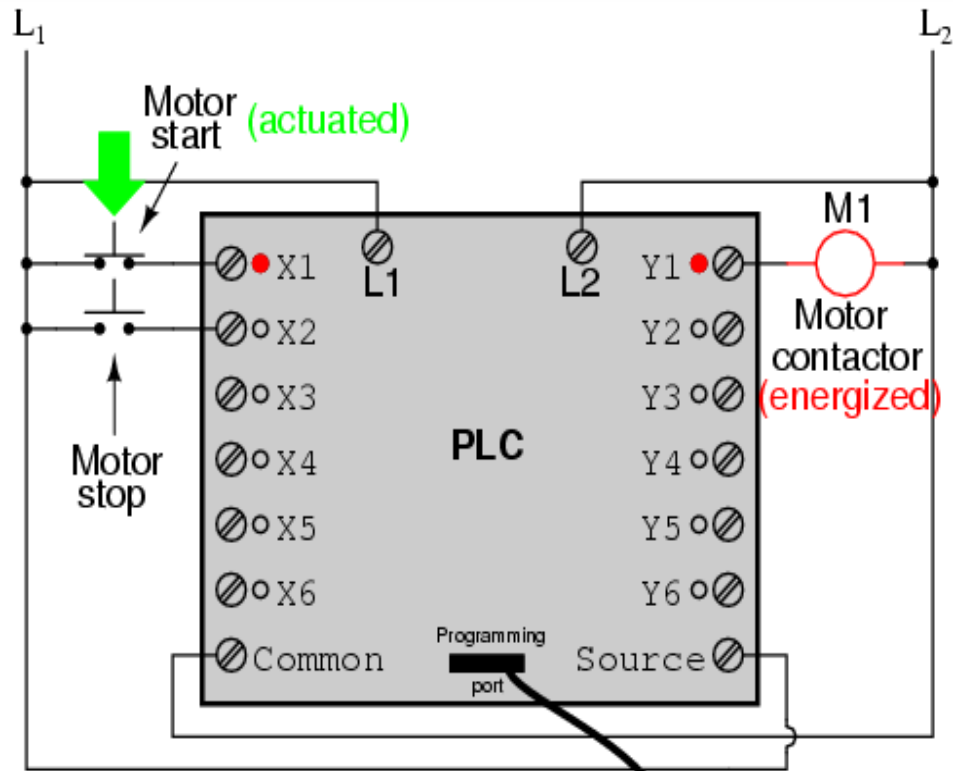 L1 L2
Motor
start (actuated)
M1
X1 L1 L2 Y1
X2 Y2
Motor
contactor
(energized)
X3 Y3
Motor
stop
X4 PLC Y4
X5 Y5
X6 Y6
Programming
port
Common Source